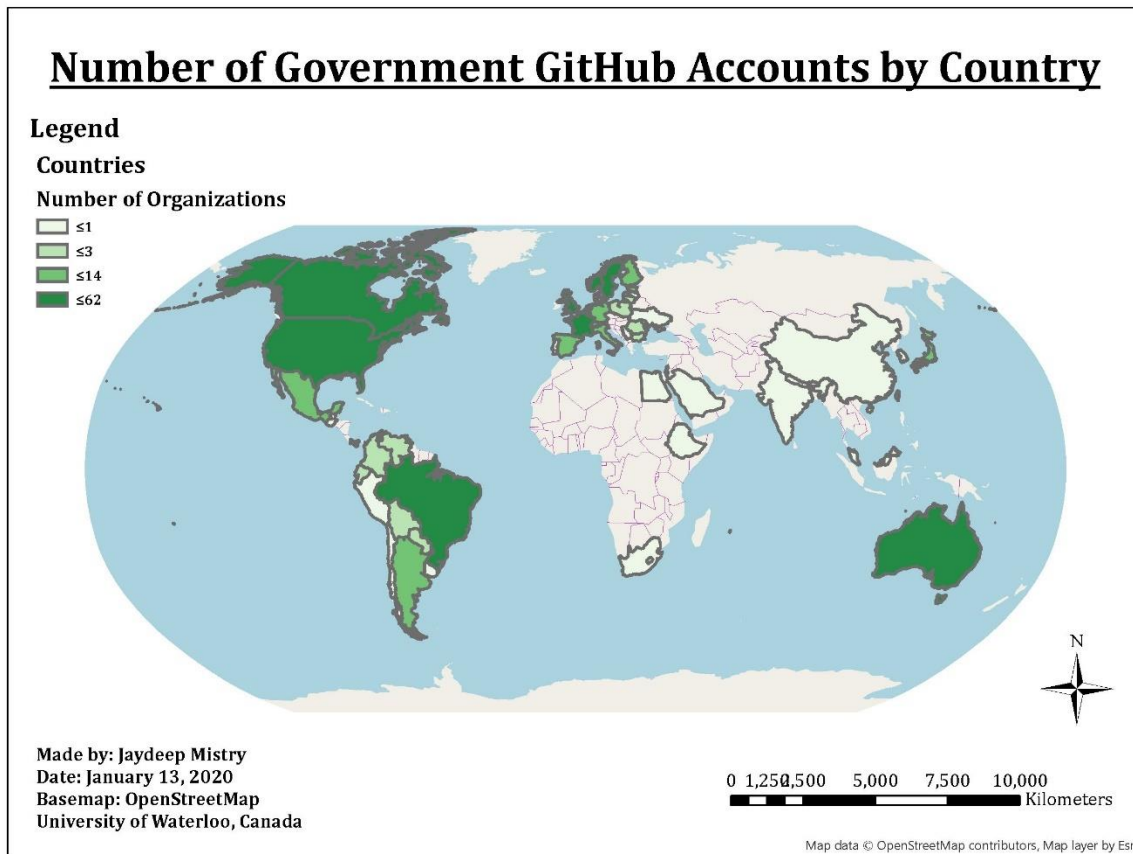 Number of Government GitHub Accounts by Country
Legend
Countries
Number of Organizations
≤1
≤3
≤14
≤62
N
Made by: Jaydeep Mistry
Date: January 13, 2020
Basemap: OpenStreetMap
University of Waterloo, Canada
0 1,250 2,500 5,000 7,500 10,000
Kilometers
Map data © OpenStreetMap contributors, Map layer by Esr